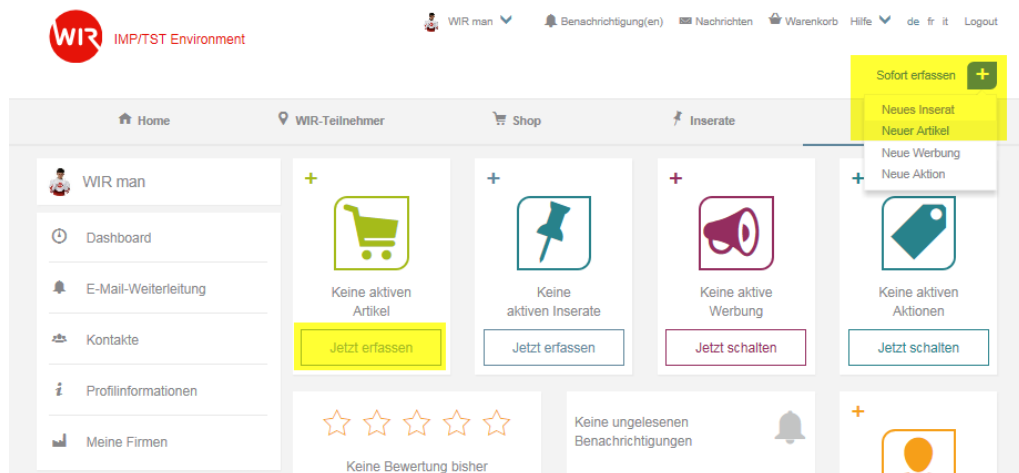 WIR
IMP/TST Environment
WIR man
Benachrichtigung(en)
Nachrichten
Warenkorb
Hilfe
de fr it
Logout
Sofort erfassen +
Neues Inserat
Neuer Artikel
Neue Werbung
Neue Aktion
Home
WIR-Teilnehmer
Shop
Inserate
WIR man
Dashboard
E-Mail-Weiterleitung
Kontakte
Profilinformationen
Meine Firmen
+
Keine aktiven
Artikel
Jetzt erfassen
+
Keine
aktiven Inserate
Jetzt erfassen
+
Keine aktive
Werbung
Jetzt schalten
+
Keine aktiven
Aktionen
Jetzt schalten
Keine Bewertung bisher
Keine ungelesenen
Benachrichtigungen
+